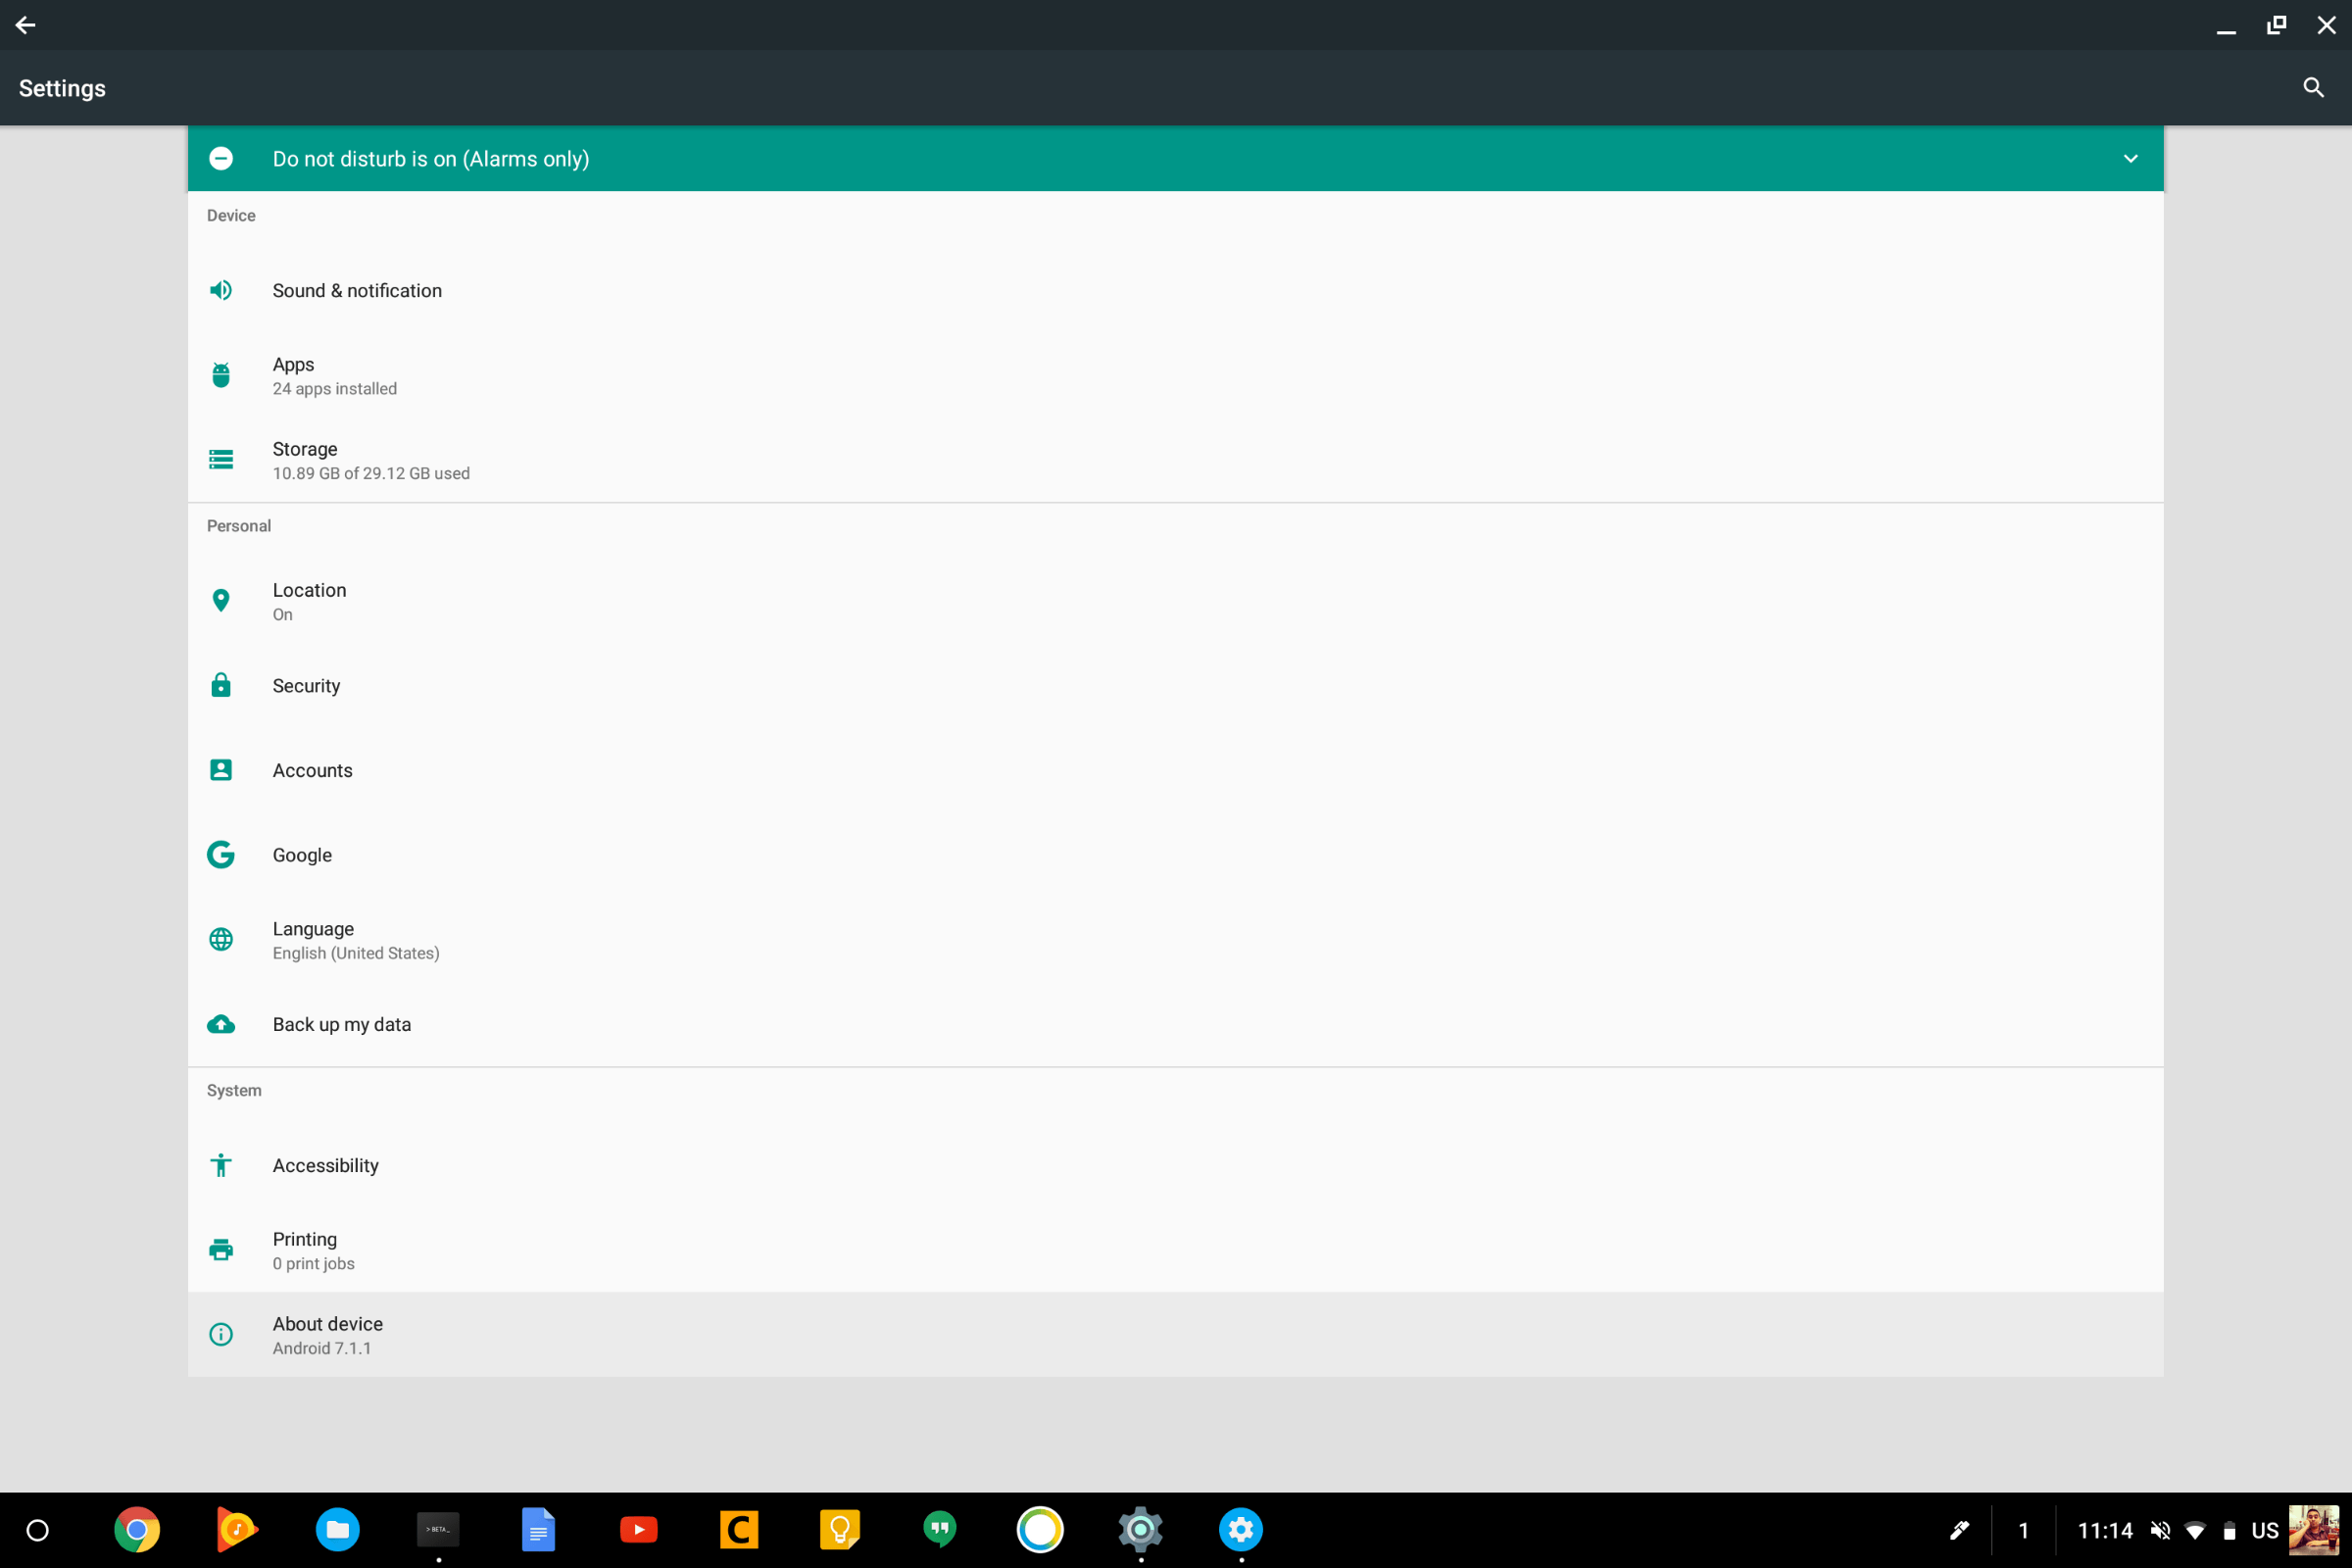 Settings
Do not disturb is on (Alarms only)
Device
Sound & notification
Apps
24 apps installed
Storage
10.89 GB of 29.12 GB used
Personal
Location
On
Security
Accounts
Google
Language
English (United States)
Back up my data
System
Accessibility
Printing
0 print jobs
About device
Android 7.1.1
>BETA_
C
1
11:14
US